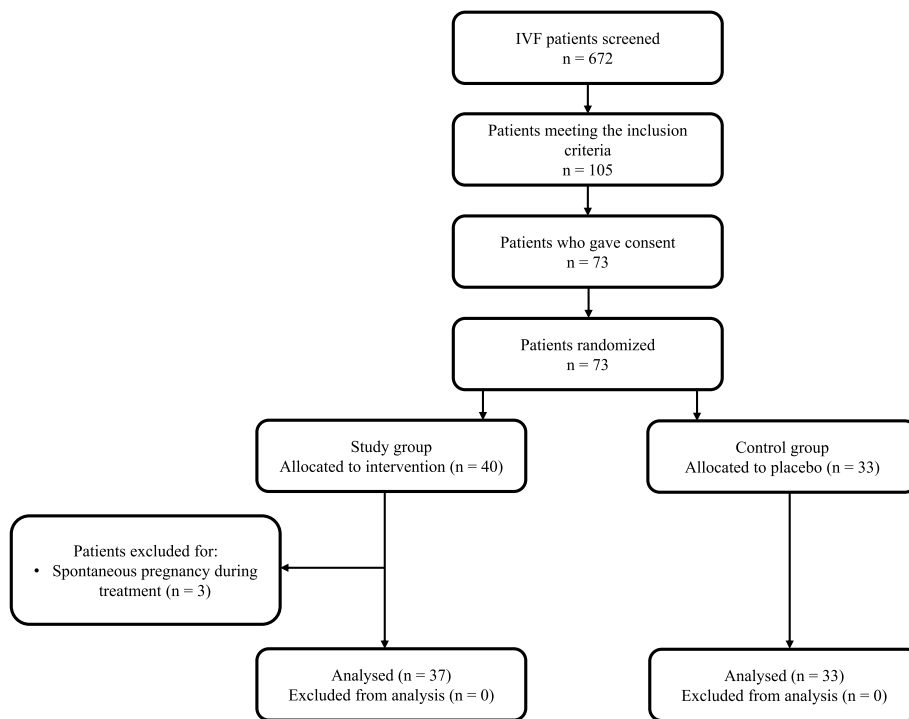 IVF patients screened
n = 672
Patients meeting the inclusion
criteria
n = 105
Patients who gave consent
n = 73
Patients randomized
n = 73
Study group
Allocated to intervention (n = 40)
Control group
Allocated to placebo (n = 33)
Patients excluded for:
• Spontaneous pregnancy during
treatment (n = 3)
Analysed (n = 37)
Excluded from analysis (n = 0)
Analysed (n = 33)
Excluded from analysis (n = 0)